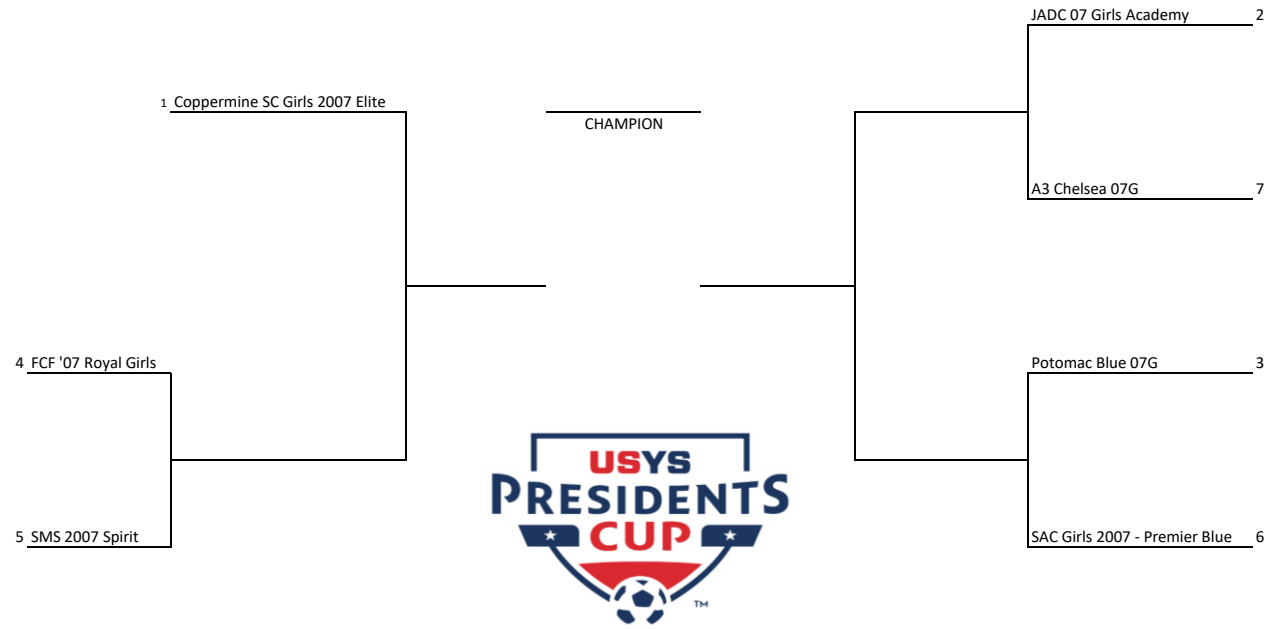 JADC 07 Girls Academy 2
1 Coppermine SC Girls 2007 Elite
CHAMPION
A3 Chelsea 07G 7
4 FCF '07 Royal Girls
Potomac Blue 07G 3
USYS
PRESIDENTS
CUP
5 SMS 2007 Spirit
SAC Girls 2007 - Premier Blue 6
TM